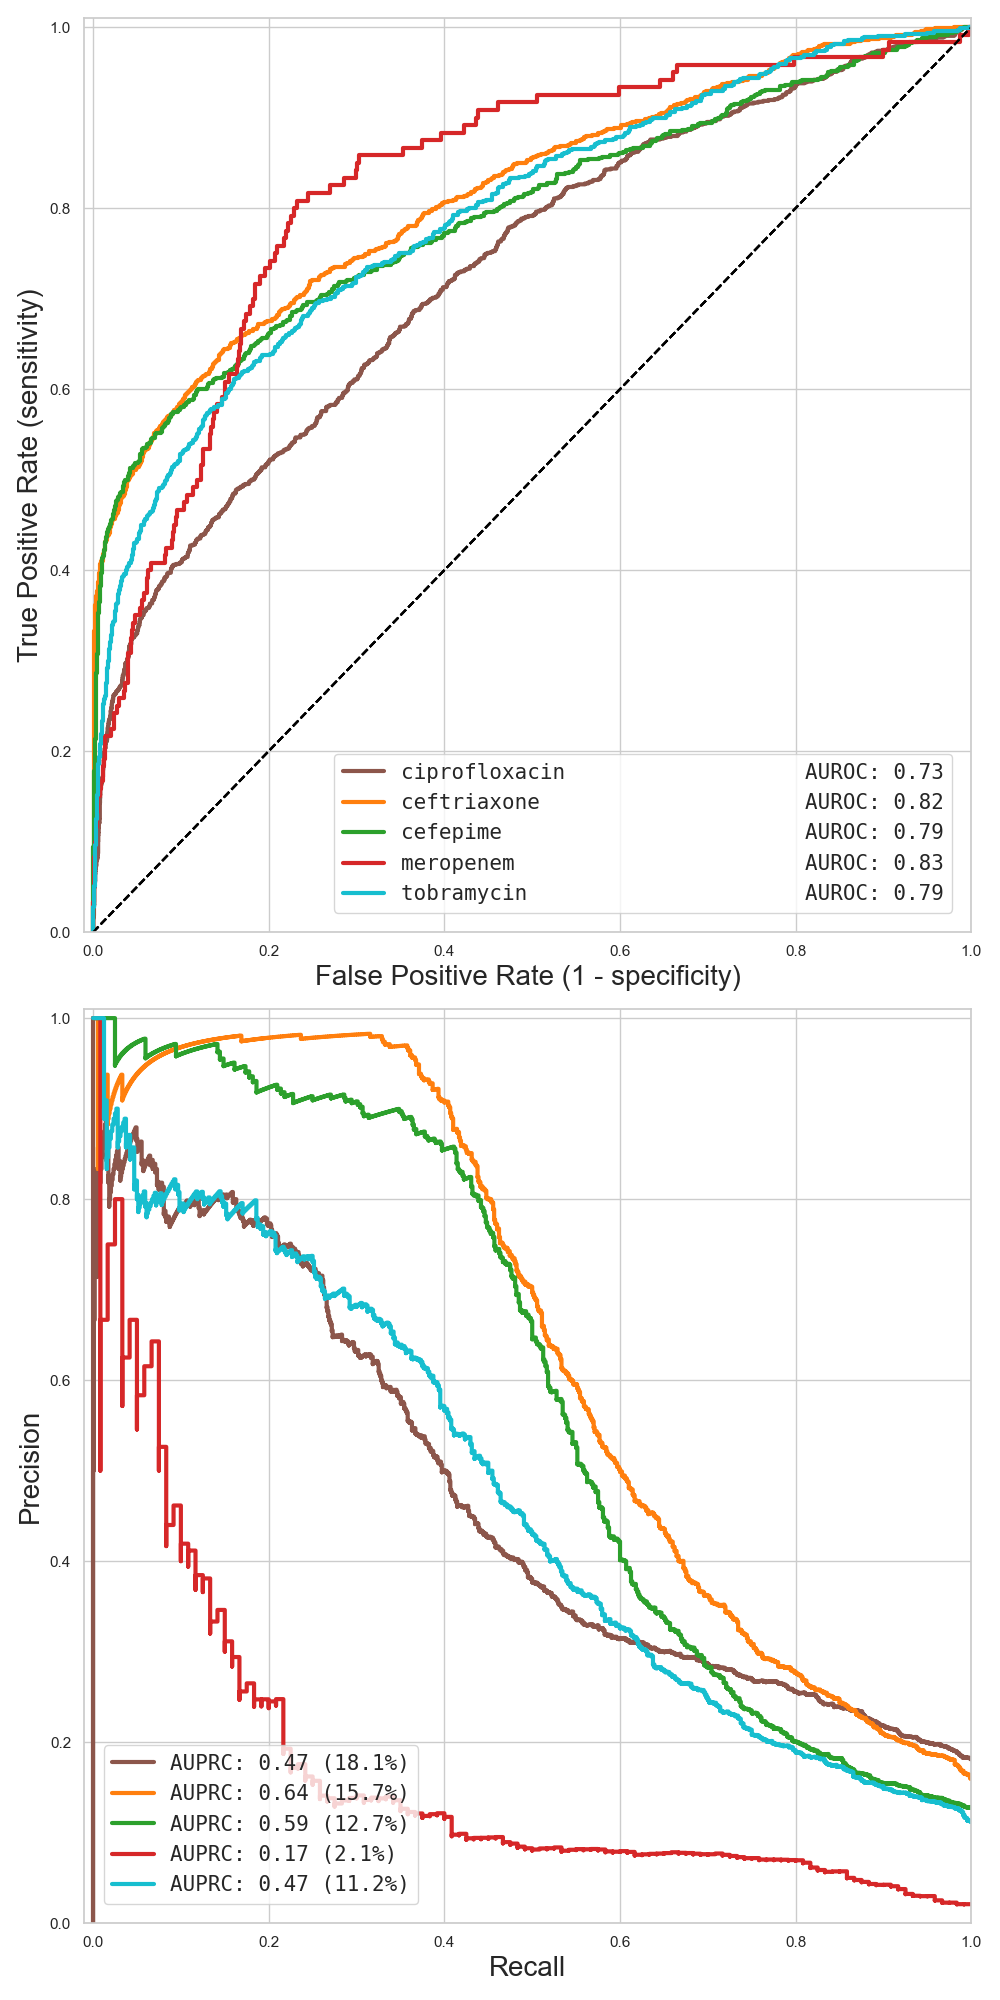 1.0
0.8
0.6
0.4
0.2
0.0
True Positive Rate (sensitivity)
ciprofloxacin AUROC: 0.73
ceftriaxone AUROC: 0.82
cefepime AUROC: 0.79
meropenem AUROC: 0.83
tobramycin AUROC: 0.79
0.0 0.2 0.4 0.6 0.8 1.0
False Positive Rate (1 - specificity)
1.0
0.8
0.6
0.4
0.2
0.0
Precision
AUPRC: 0.47 (18.1%)
AUPRC: 0.64 (15.7%)
AUPRC: 0.59 (12.7%)
AUPRC: 0.17 (2.1%)
AUPRC: 0.47 (11.2%)
0.0 0.2 0.4 0.6 0.8 1.0
Recall